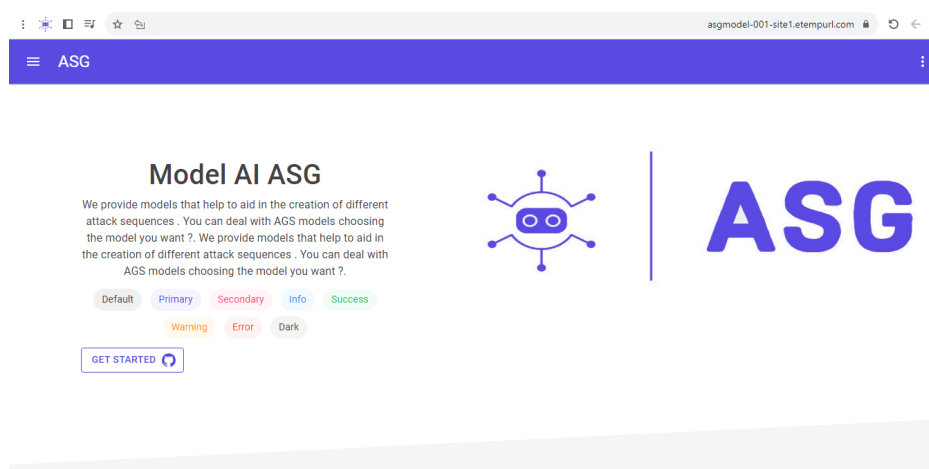 asgmodel-001-site1.etempurl.com
ASG
Model AI ASG
We provide models that help to aid in the creation of different
attack sequences . You can deal with AGS models choosing
the model you want ?. We provide models that help to aid in
the creation of different attack sequences . You can deal with
AGS models choosing the model you want ?.
Default Primary Secondary Info Success
Warning Error Dark
GET STARTED
ASG